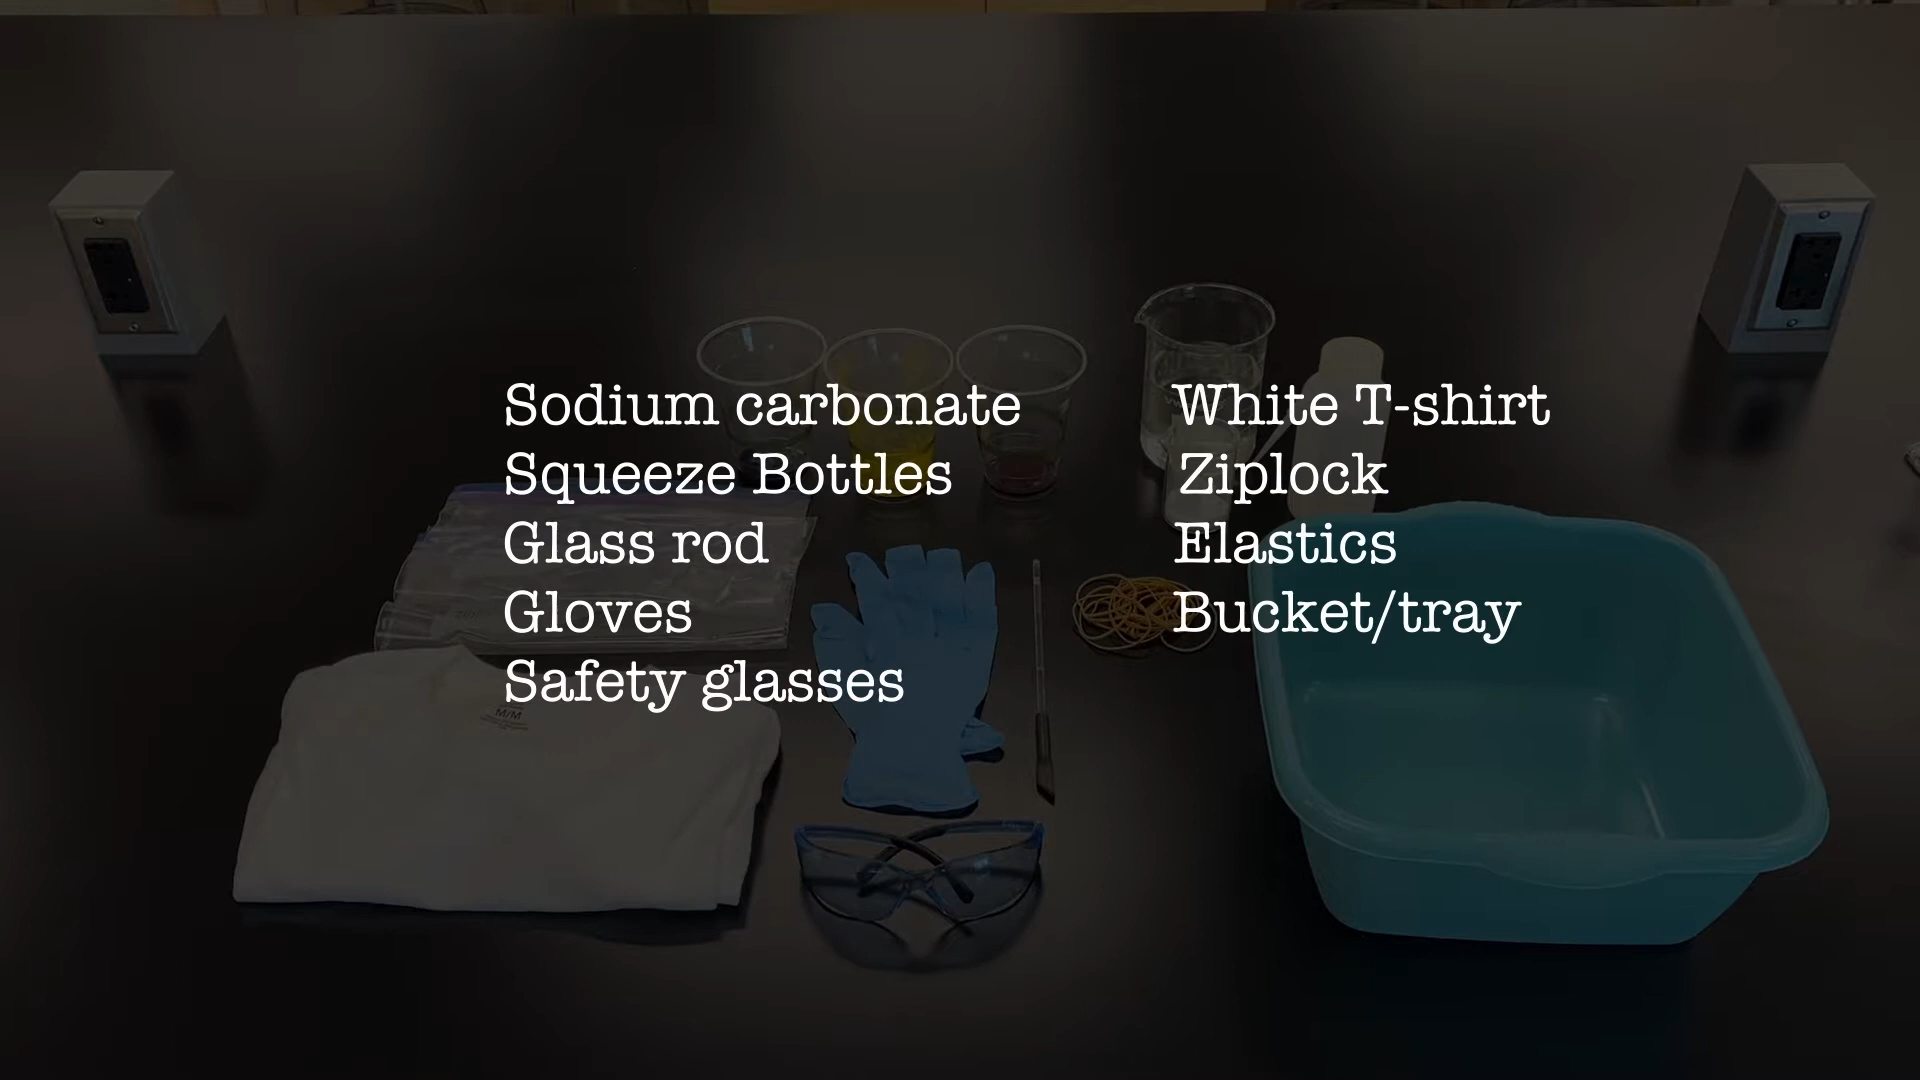 Sodium carbonate
Squeeze Bottles
Glass rod
Gloves
Safety glasses
White T-shirt
Ziplock
Elastics
Bucket/tray
M/M